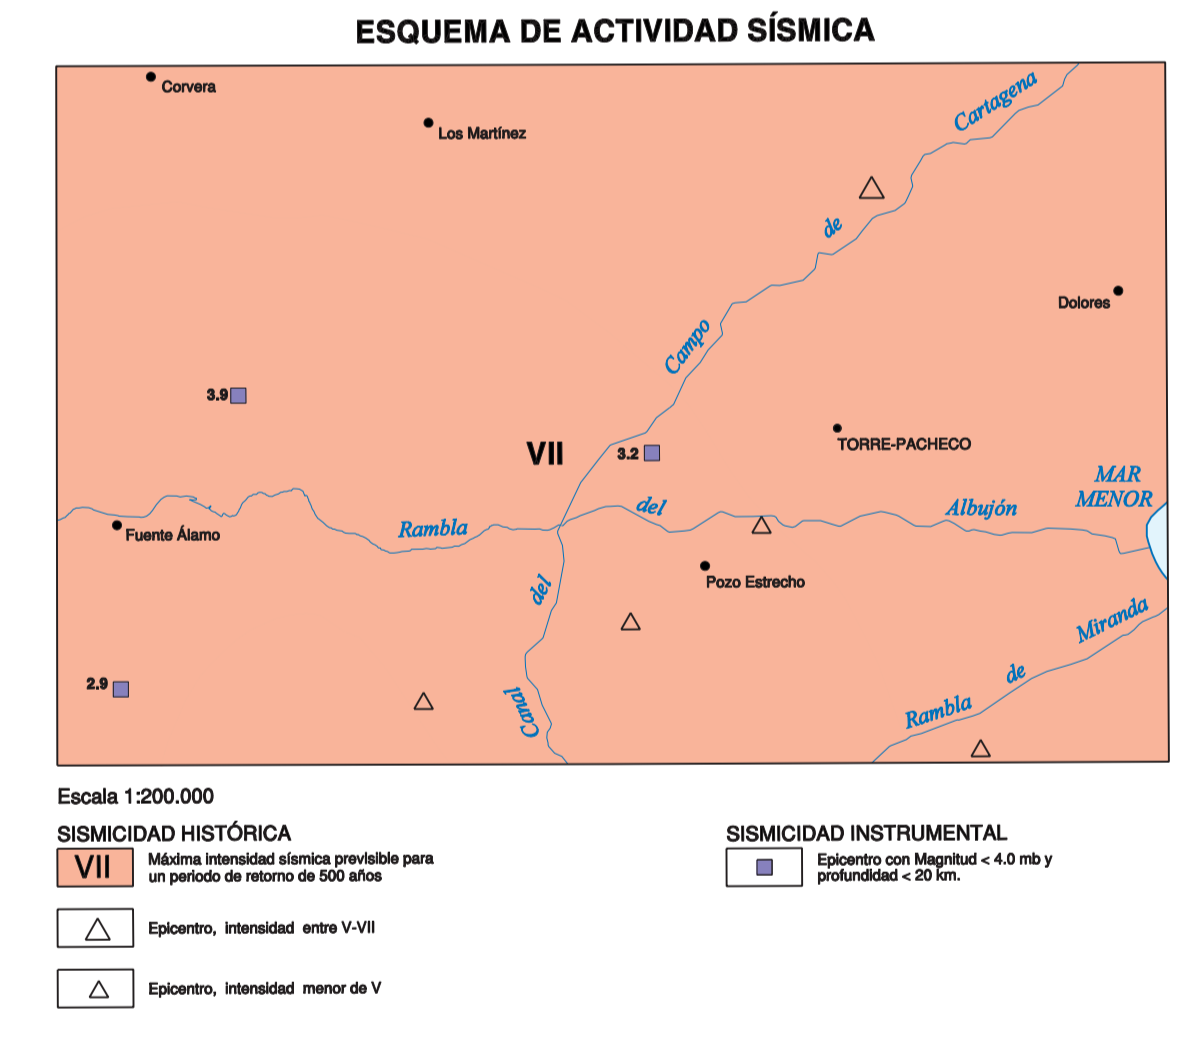 ESQUEMA DE ACTIVIDAD SÍSMICA
Corvera
Los Martínez
Cartagena
de
Dolores
Campo
3.9
VII
3.2
TORRE-PACHECO
MAR
MENOR
Fuente Álamo
Rambla
del
Albujón
Pozo Estrecho
del
Miranda
de
Rambla
2.9
Canal
Escala 1:200.000
SISMICIDAD HISTÓRICA
VII
Máxima intensidad sísmica previsible para
un periodo de retorno de 500 años
Epicentro, intensidad entre V-VII
Epicentro, intensidad menor de V
SISMICIDAD INSTRUMENTAL
Epicentro con Magnitud < 4.0 mb y
profundidad < 20 km.